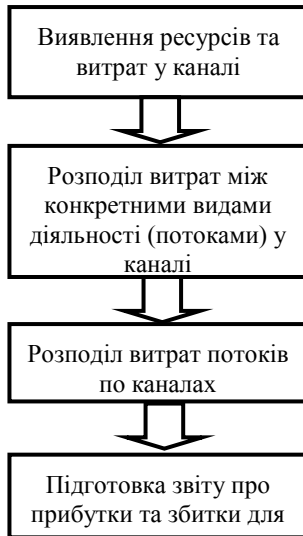 Виявлення ресурсів та
витрат у каналі
Розподіл витрат між
конкретними видами
діяльності (потоками) у
каналі
Розподіл витрат потоків
по каналах
Підготовка звіту про
прибутки та збитки для